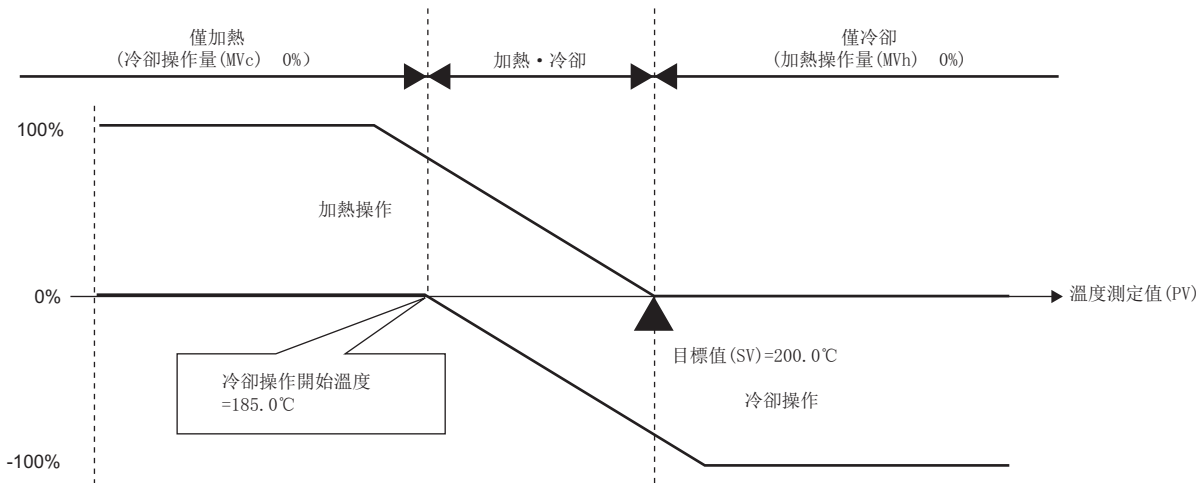 僅加熱
(冷卻操作量(MVc) 0%)
加熱・冷卻
僅冷卻
(加熱操作量(MVh) 0%)
100%
加熱操作
0%
溫度測定值(PV)
目標值(SV)=200.0℃
冷卻操作開始溫度
=185.0℃
冷卻操作
-100%